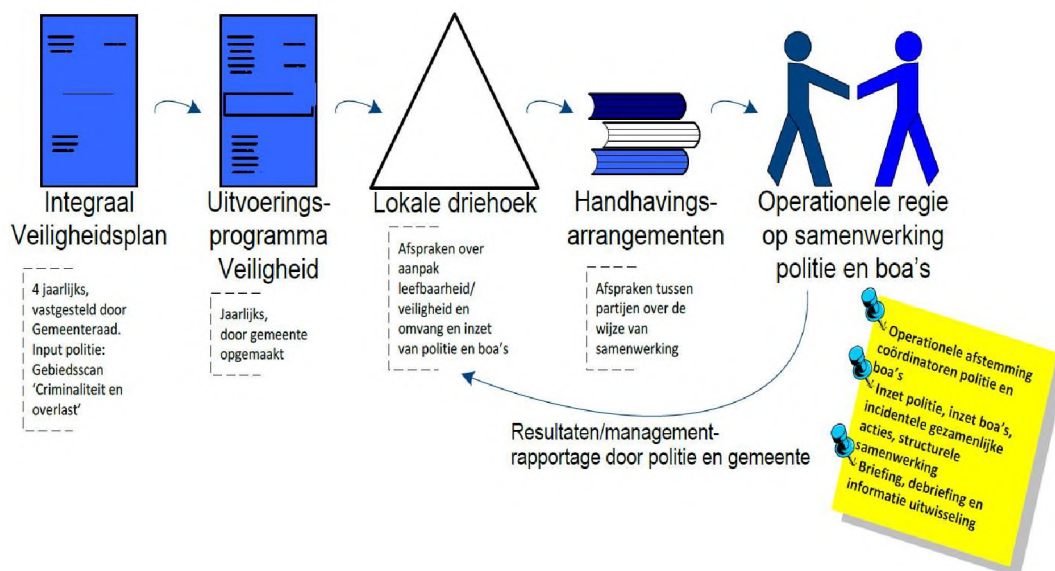 Integraal
Veiligheidsplan
4 jaarlijks,
vastgesteld door
Gemeenteraad.
Input politie:
Gebiedsscan
‘Criminaliteit en
overlast’
Uitvoerings-
programma
Veiligheid
Jaarlijks,
door gemeente
opgemaakt
Lokale driehoek
Afspraken over
aanpak
leefbaarheid/
veiligheid en
omvang en inzet
van politie en boa’s
Handhavings-
arrangementen
Afspraken tussen
partijen over de
wijze van
samenwerking
Operationele regie
op samenwerking
politie en boa’s
Operationele afstemming
coördinatoren politie en
boa’s
Inzet politie, inzet boa’s,
incidentele gezamenlijke
acties, structurele
samenwerking
Briefing, debriefing en
informatie uitwisseling
Resultaten/management-
rapportage door politie en gemeente